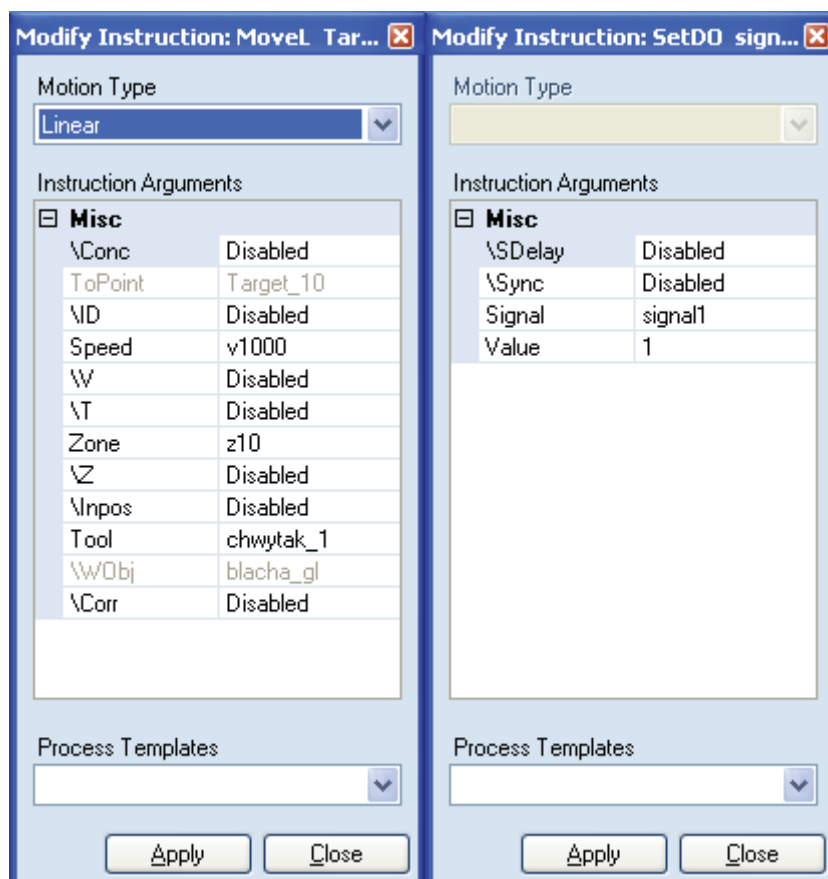 Modify Instruction: MoveL Tar...
Motion Type
Linear
Instruction Arguments
Misc
\Conc Disabled
ToPoint Target_10
\ID Disabled
Speed v1000
\V Disabled
\T Disabled
Zone z10
\Z Disabled
\Inpos Disabled
Tool chwytak_1
\WObj blacha_gl
\Corr Disabled
Process Templates
Apply Close
Modify Instruction: SetDO sign...
Motion Type
Instruction Arguments
Misc
\SDelay Disabled
\Sync Disabled
Signal signal1
Value 1
Process Templates
Apply Close